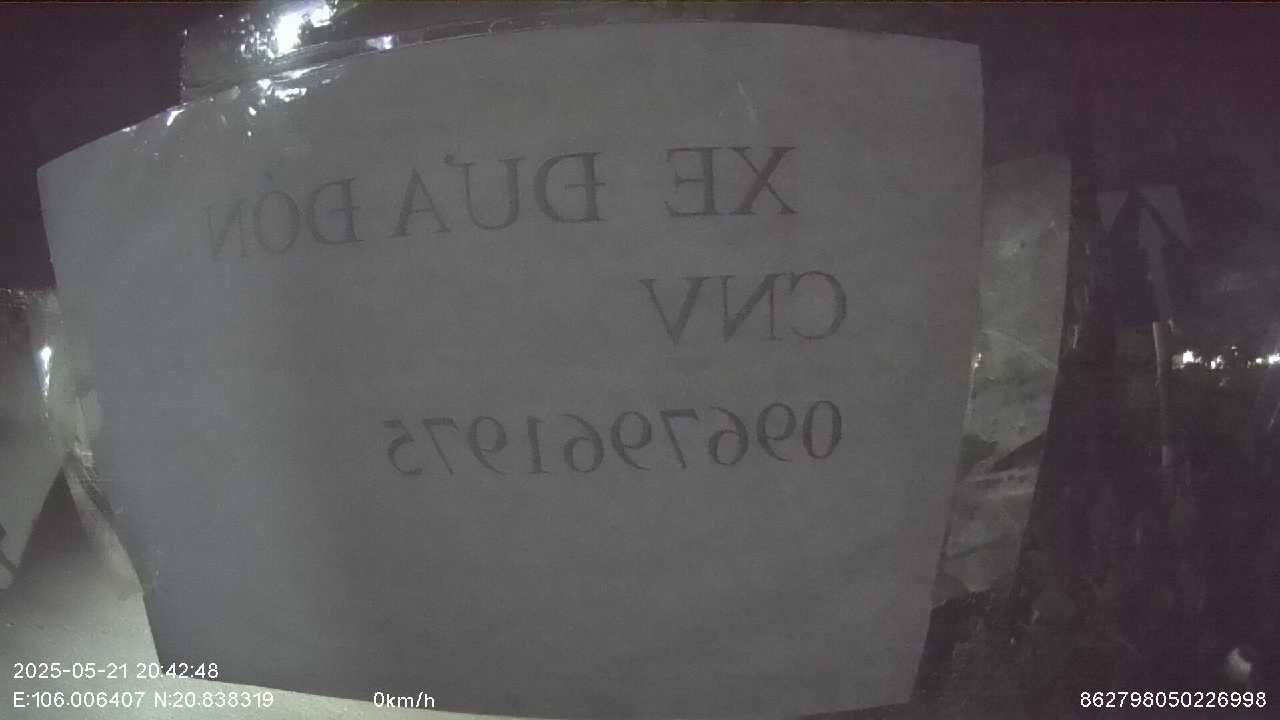 XE ĐƯA ĐÓN
CNV
0967961975
2025-05-21 20:42:48
E:106.006407 N:20.838319 0km/h
862798050226998